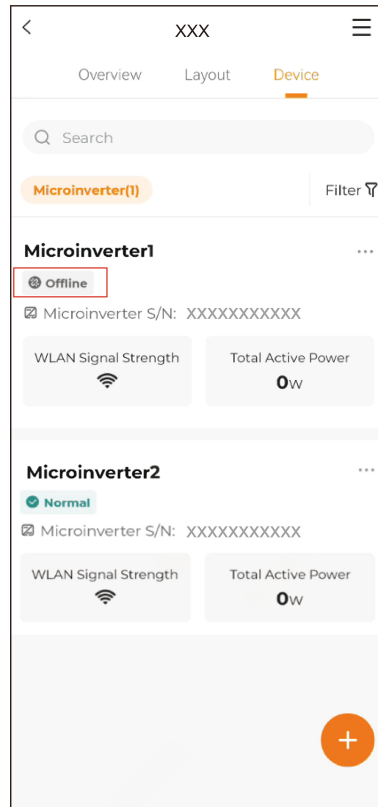 XXX
Overview Layout Device
Search
Microinverter(1) Filter
Microinverter1
Offline
Microinverter S/N: XXXXXXXXXXX
WLAN Signal Strength Total Active Power
0W
Microinverter2
Normal
Microinverter S/N: XXXXXXXXXXX
WLAN Signal Strength Total Active Power
0W